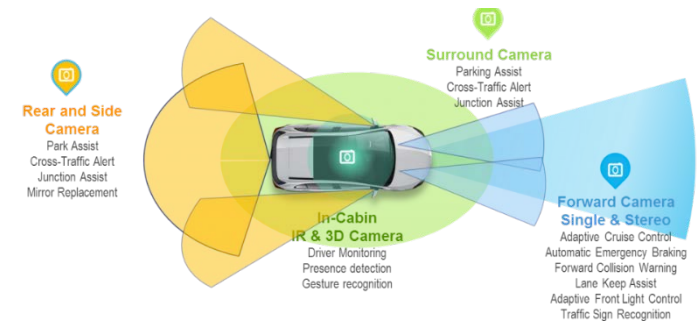 Surround Camera
Parking Assist
Cross-Traffic Alert
Junction Assist
Rear and Side
Camera
Park Assist
Cross-Traffic Alert
Junction Assist
Mirror Replacement
In-Cabin
IR & 3D Camera
Driver Monitoring
Presence detection
Gesture recognition
Forward Camera
Single & Stereo
Adaptive Cruise Control
Automatic Emergency Braking
Forward Collision Warning
Lane Keep Assist
Adaptive Front Light Control
Traffic Sign Recognition